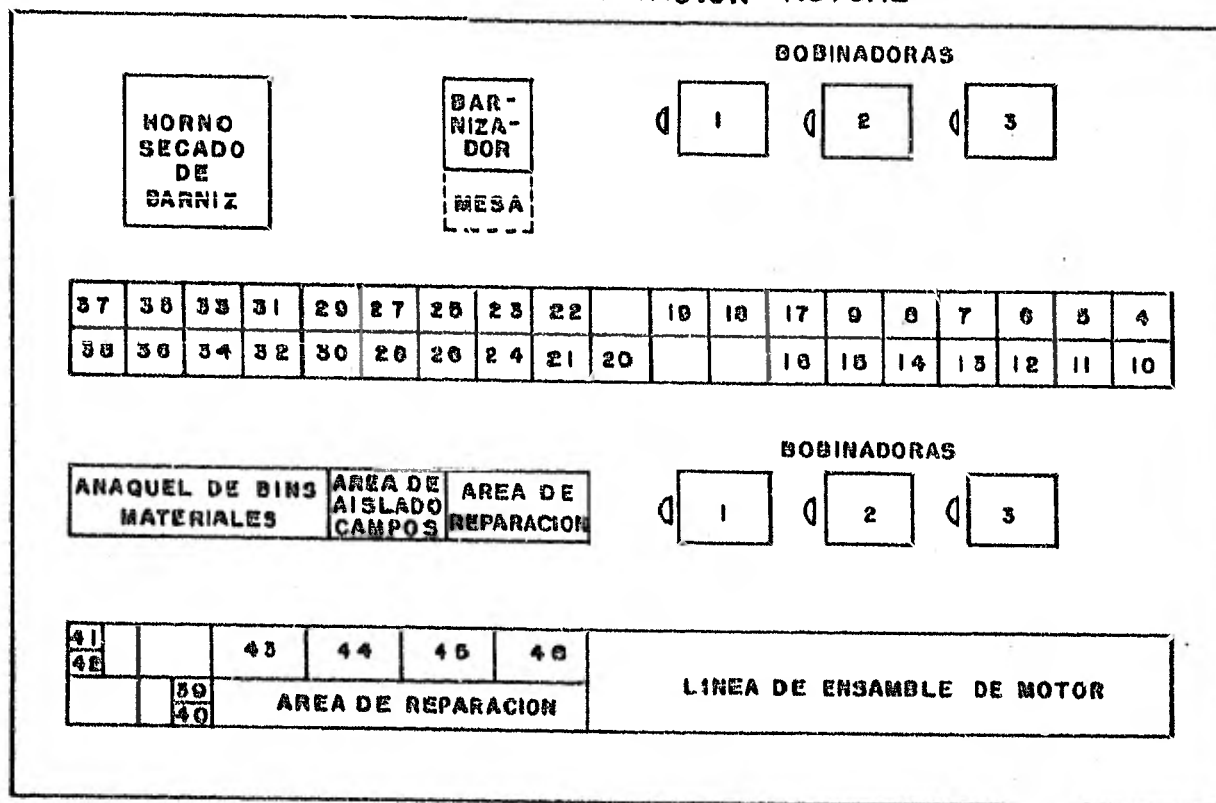 ACTUAL
BOBINADORAS
HORNO
SECADO
DE
BARNIZ
BAR-
NIZA-
DOR
MESA
1 2 3
37 35 33 31 29 27 25 23 22 19 18 17 9 8 7 6 5 4
38 36 34 32 30 28 26 24 21 20 16 15 14 13 12 11 10
BOBINADORAS
ANAQUEL DE BINS
MATERIALES
AREA DE
AISLADO
CAMPOS
AREA DE
REPARACION
1 2 3
41
42
43 44 45 46
39
40
AREA DE REPARACION
LINEA DE ENSAMBLE DE MOTOR